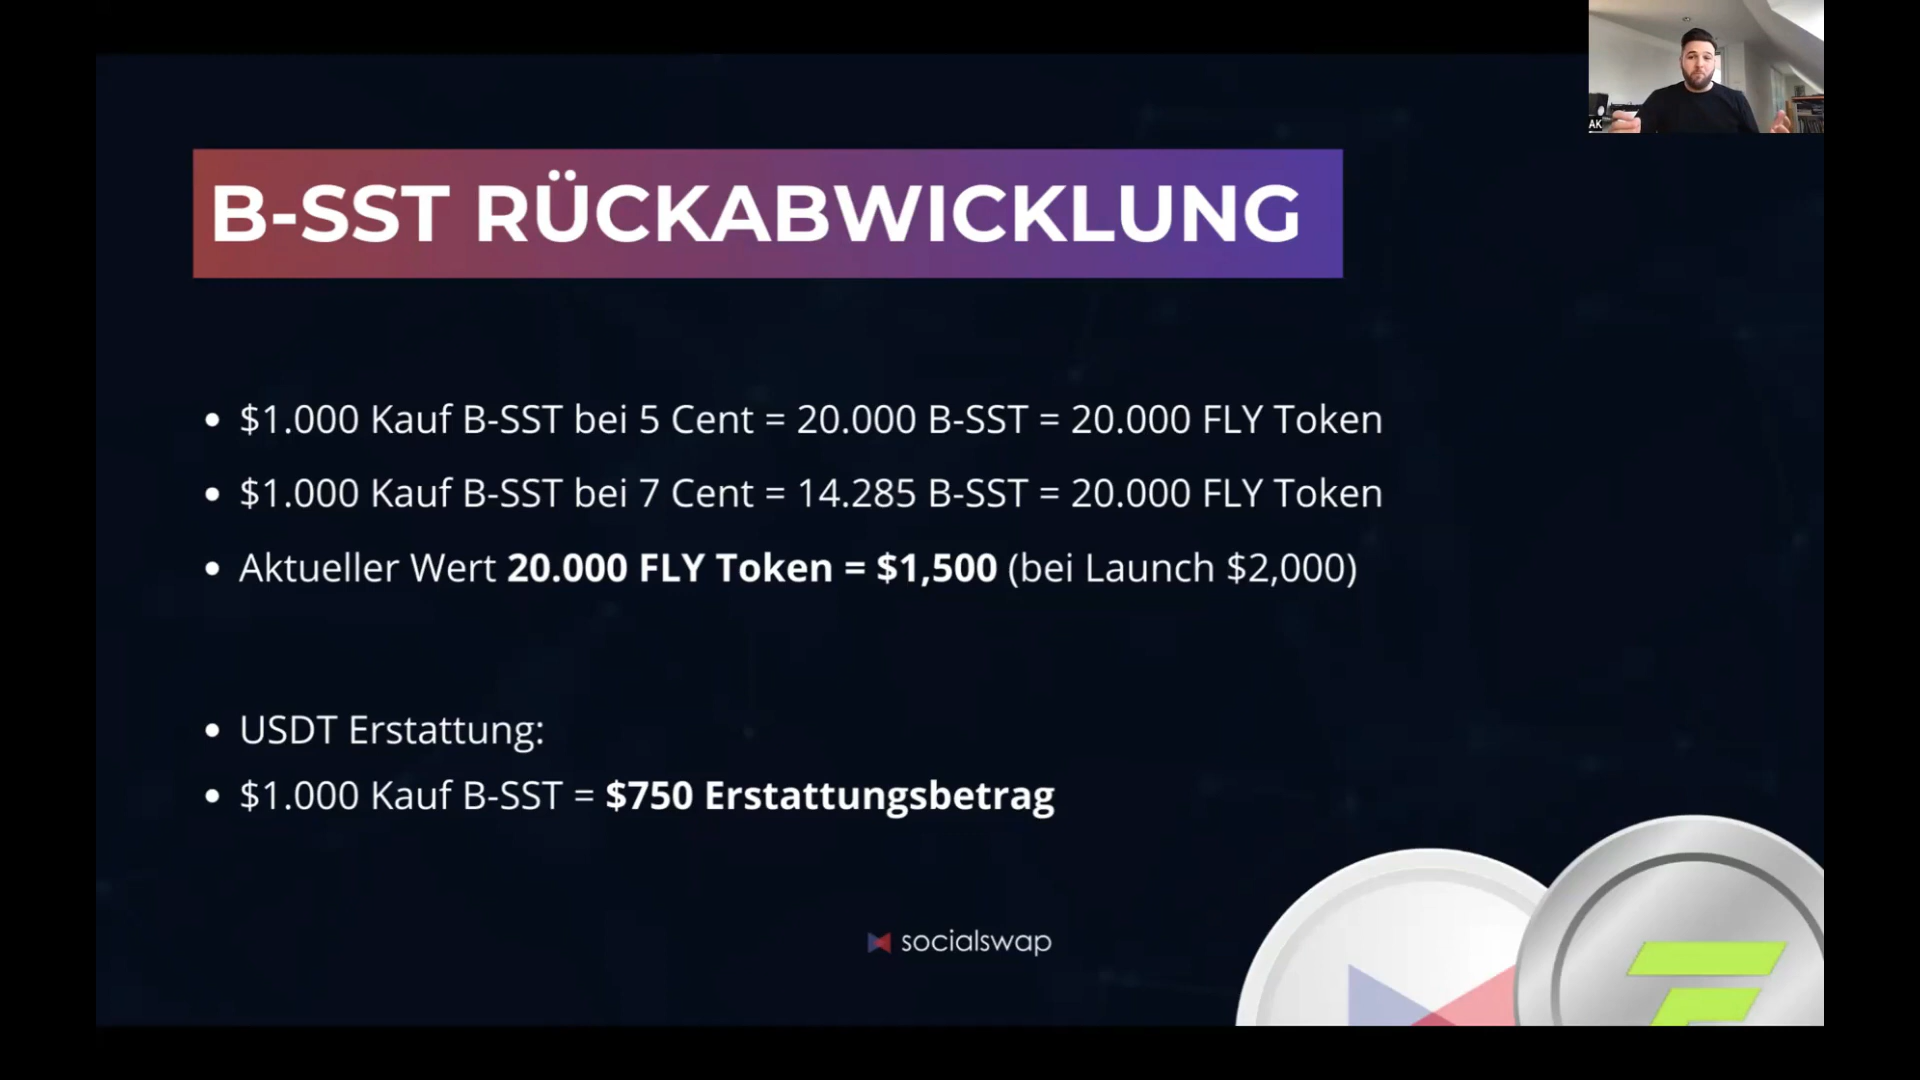 AK
B-SST RÜCKABWICKLUNG
• $1.000 Kauf B-SST bei 5 Cent = 20.000 B-SST = 20.000 FLY Token
• $1.000 Kauf B-SST bei 7 Cent = 14.285 B-SST = 20.000 FLY Token
• Aktueller Wert 20.000 FLY Token = $1,500 (bei Launch $2,000)
• USDT Erstattung:
• $1.000 Kauf B-SST = $750 Erstattungsbetrag
socialswap